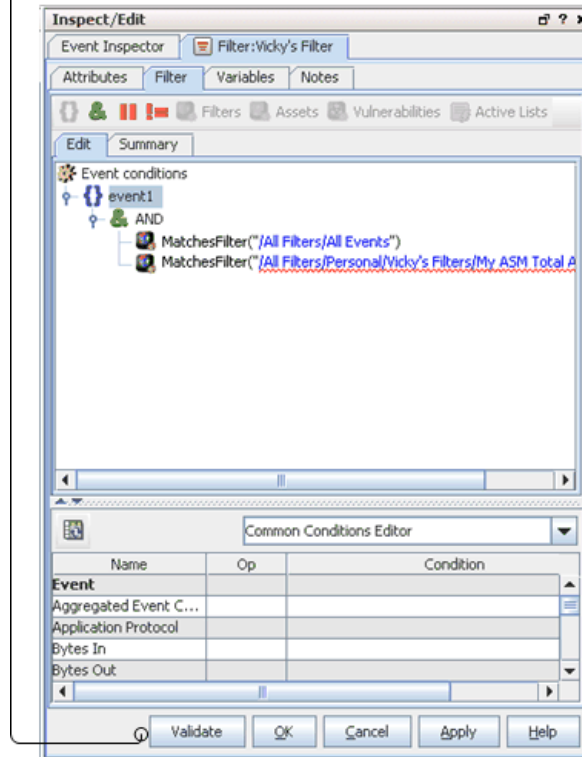 Inspect/Edit
Event Inspector Filter:Vicky's Filter
Attributes Filter Variables Notes
Filters Assets Vulnerabilities Active Lists
Edit Summary
Event conditions
event1
AND
MatchesFilter("/All Filters/All Events")
MatchesFilter("/All Filters/Personal/Vicky's Filters/My ASM Total A
Common Conditions Editor
Name Op Condition
Event
Aggregated Event C...
Application Protocol
Bytes In
Bytes Out
Validate OK Cancel Apply Help